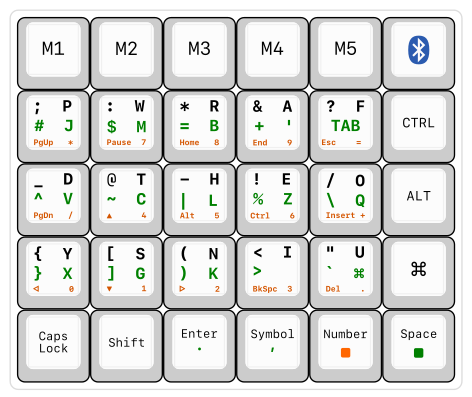 M1 M2 M3 M4 M5
; P : W * R & A ? F
# J $ M = B + ' TAB CTRL
PgUp * Pause 7 Home 8 End 9 Esc =
_ D @ T – H ! E / O
^ V ~ C | L % Z \ Q ALT
PgDn / ▲ 4 Alt 5 Ctrl 6 Insert +
{ Y [ S ( N < I " U
} X ] G ) K > ` ⌘ ⌘
◁ 0 ▼ 1 ▷ 2 BkSpc 3 Del .
Caps Shift Enter Symbol Number Space
Lock . ,